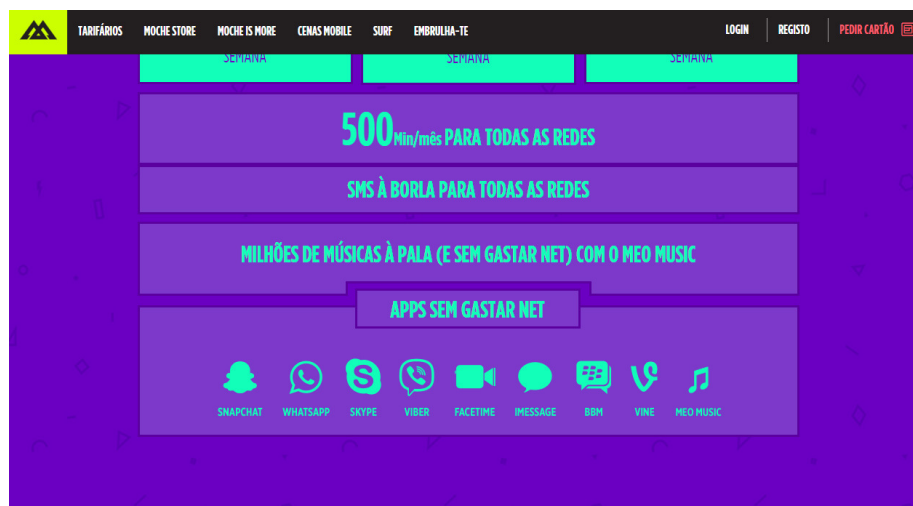 TARIFÁRIOS MOCHE STORE MOCHE IS MORE CENAS MOBILE SURF EMBRULHA-TE LOGIN REGISTO PEDIR CARTÃO
SEMANA SEMANA SEMANA
500Min/mês PARA TODAS AS REDES
SMS À BORLA PARA TODAS AS REDES
MILHÕES DE MÚSICAS À PALA (E SEM GASTAR NET) COM O MEO MUSIC
APPS SEM GASTAR NET
SNAPCHAT WHATSAPP SKYPE VIBER FACETIME IMESSAGE BBM VINE MEO MUSIC